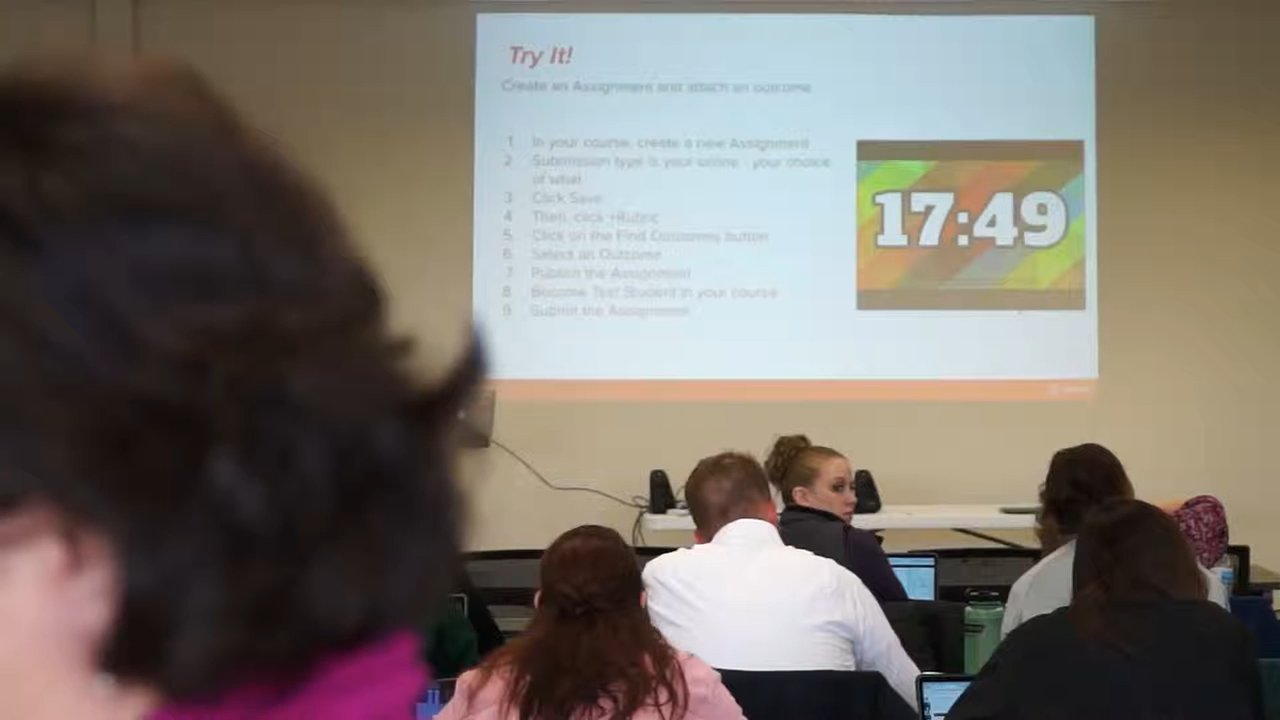 Try It!
Create an Assignment and attach an outcome
1 In your course, create a new Assignment
2 Submission type is your online - your choice
of what
3 Click Save
4 Then, click +Rubric
5 Click on the Find Outcomes button
6 Select an Outcome
7 Publish the Assignment
8 Become Test Student in your course
9 Submit the Assignment
17:49